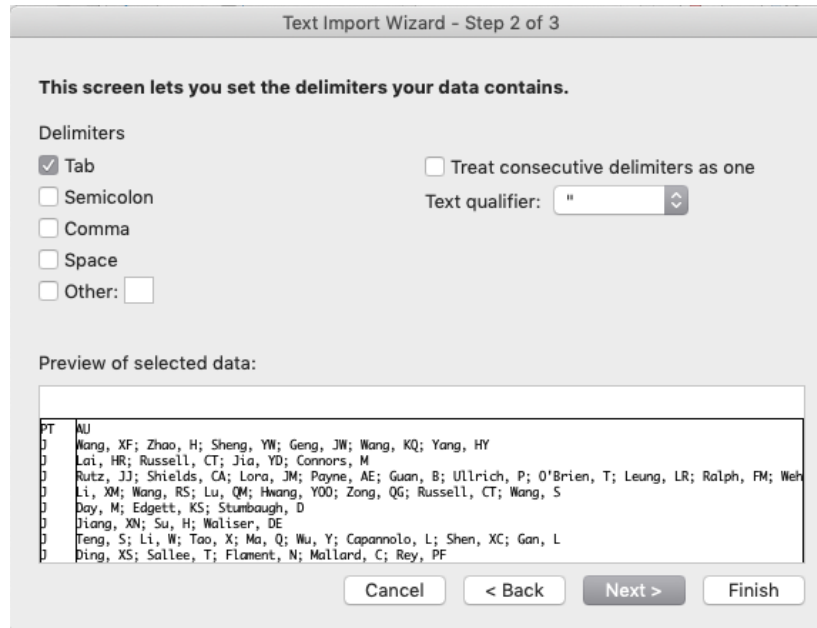 Text Import Wizard - Step 2 of 3
This screen lets you set the delimiters your data contains.
Delimiters
Tab
Treat consecutive delimiters as one
Semicolon
Text qualifier: "
Comma
Space
Other:
Preview of selected data:
PT AU
J Wang, XF; Zhao, H; Sheng, YW; Geng, JW; Wang, KQ; Yang, HY
J Lai, HR; Russell, CT; Jia, YD; Connors, M
J Rutz, JJ; Shields, CA; Lora, JM; Payne, AE; Guan, B; Ullrich, P; O'Brien, T; Leung, LR; Ralph, FM; Weh
J Li, XM; Wang, RS; Lu, QM; Hwang, YOO; Zong, QG; Russell, CT; Wang, S
J Day, M; Edgett, KS; Stumbaugh, D
J Jiang, XN; Su, H; Waliser, DE
J Teng, S; Li, W; Tao, X; Ma, Q; Wu, Y; Capannolo, L; Shen, XC; Gan, L
J Ding, XS; Sallee, T; Flament, N; Mallard, C; Rey, PF
Cancel < Back Next > Finish